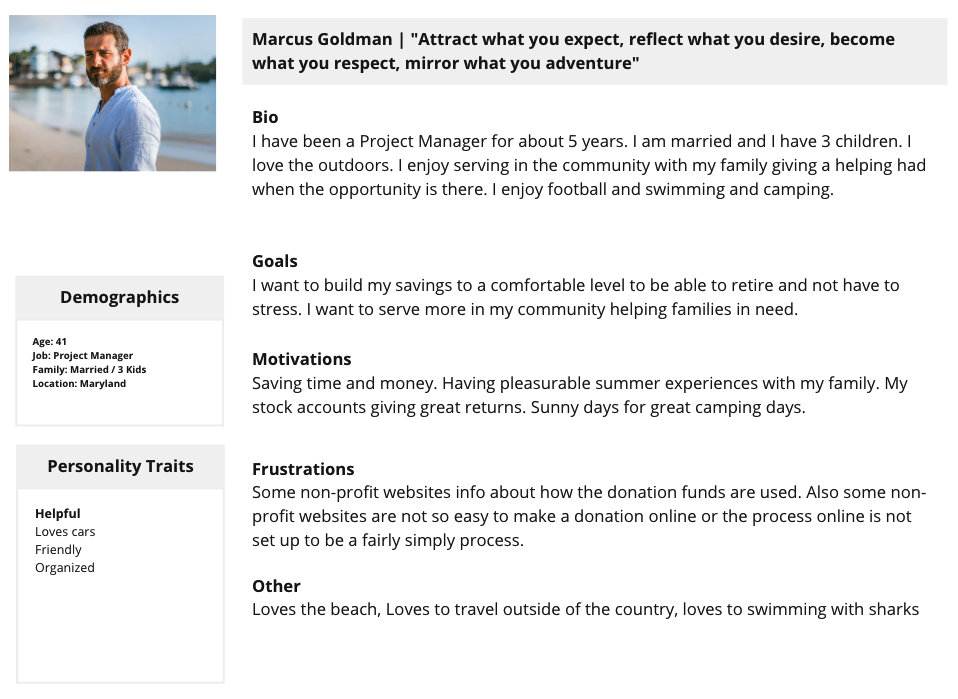 Marcus Goldman | "Attract what you expect, reflect what you desire, become
what you respect, mirror what you adventure"
Bio
I have been a Project Manager for about 5 years. I am married and I have 3 children. I
love the outdoors. I enjoy serving in the community with my family giving a helping had
when the opportunity is there. I enjoy football and swimming and camping.
Goals
I want to build my savings to a comfortable level to be able to retire and not have to
stress. I want to serve more in my community helping families in need.
Motivations
Saving time and money. Having pleasurable summer experiences with my family. My
stock accounts giving great returns. Sunny days for great camping days.
Frustrations
Some non-profit websites info about how the donation funds are used. Also some non-
profit websites are not so easy to make a donation online or the process online is not
set up to be a fairly simply process.
Other
Loves the beach, Loves to travel outside of the country, loves to swimming with sharks
Demographics
Age: 41
Job: Project Manager
Family: Married / 3 Kids
Location: Maryland
Personality Traits
Helpful
Loves cars
Friendly
Organized